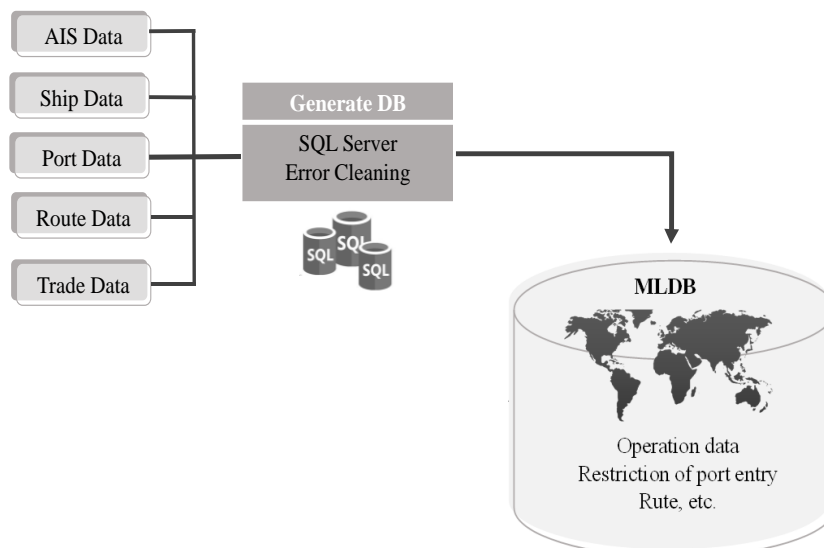 AIS Data
Ship Data
Port Data
Route Data
Trade Data
Generate DB
SQL Server
Error Cleaning
SQL
SQL
SQL
MLDB
Operation data
Restriction of port entry
Rute, etc.